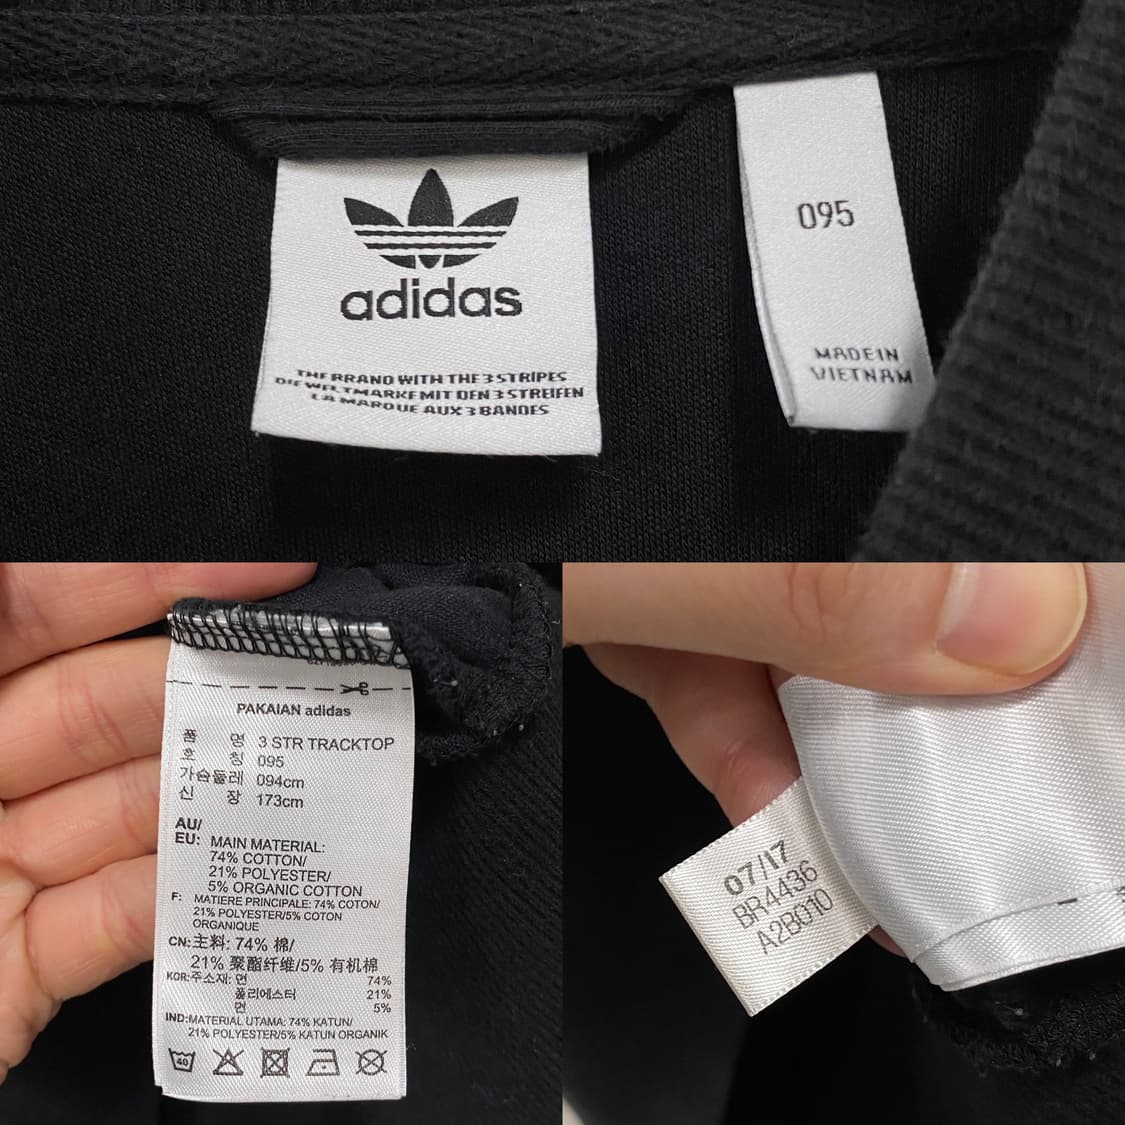 adidas
THE BRAND WITH THE 3 STRIPES
DIE WELTMARKE MIT DEN 3 STREIFEN
LA MARQUE AUX 3 BANDES
095
MADE IN
VIETNAM
PAKAIAN adidas
품 명 3 STR TRACKTOP
호 칭 095
가슴둘레 094cm
신 장 173cm
AU/
EU: MAIN MATERIAL:
74% COTTON/
21% POLYESTER/
5% ORGANIC COTTON
F: MATIERE PRINCIPALE: 74% COTON/
21% POLYESTER/5% COTON
ORGANIQUE
CN:主料: 74% 棉/
21% 聚酯纤维/5% 有机棉
KOR:주소재: 면 74%
폴리에스터 21%
면 5%
IND:MATERIAL UTAMA: 74% KATUN/
21% POLYESTER/5% KATUN ORGANIK
40
07/17
BR4436
A2B010